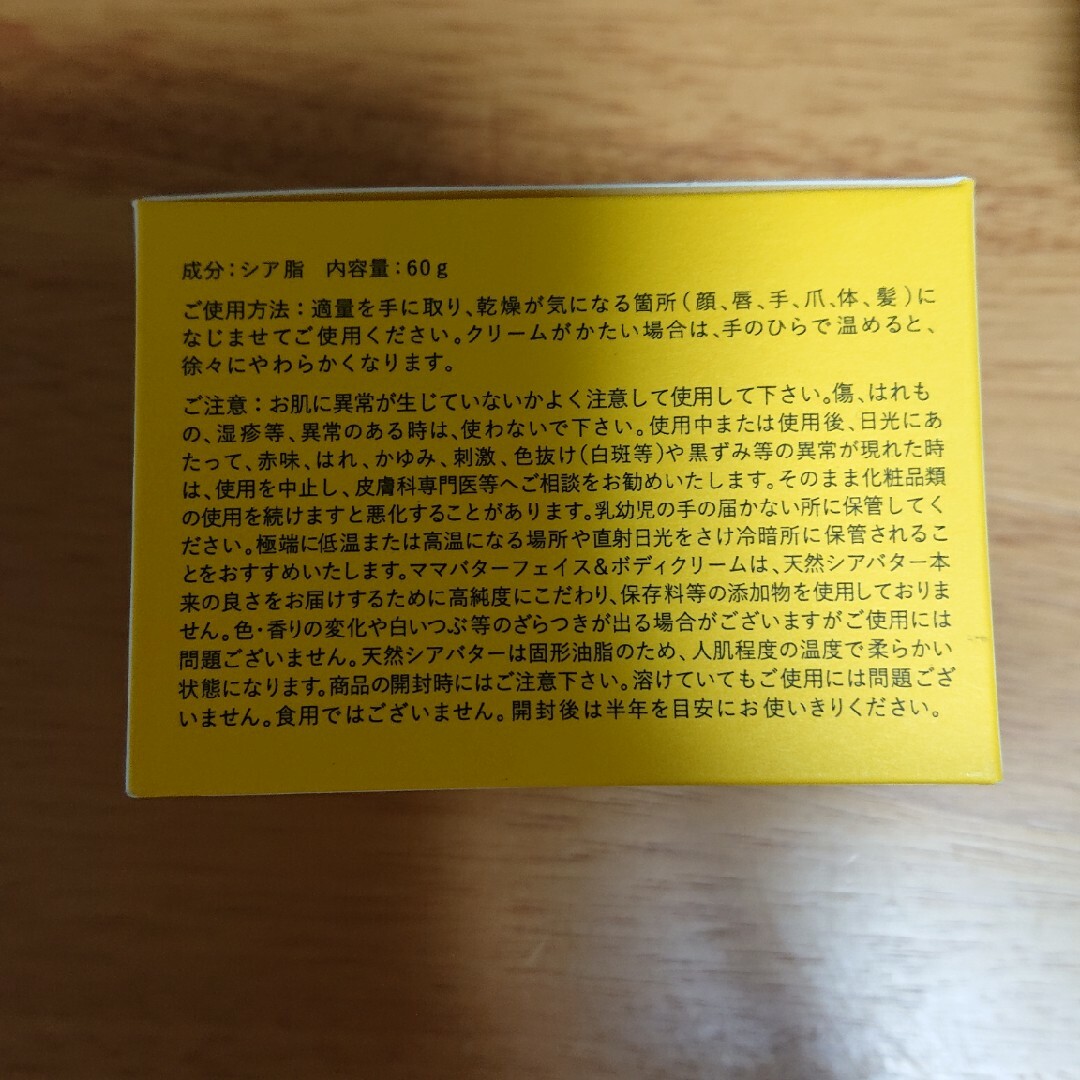 成分：シア脂　内容量：60g
ご使用方法：適量を手に取り、乾燥が気になる箇所（顔、唇、手、爪、体、髪）に
なじませてご使用ください。クリームがかたい場合は、手のひらで温めると、
徐々にやわらかくなります。
ご注意：お肌に異常が生じていないかよく注意して使用して下さい。傷、はれも
の、湿疹等、異常のある時は、使わないで下さい。使用中または使用後、日光にあ
たって、赤味、はれ、かゆみ、刺激、色抜け（白斑等）や黒ずみ等の異常が現れた時
は、使用を中止し、皮膚科専門医等へご相談をお勧めいたします。そのまま化粧品類
の使用を続けますと悪化することがあります。乳幼児の手の届かない所に保管してく
ださい。極端に低温または高温になる場所や直射日光をさけ冷暗所に保管されるこ
とをおすすめいたします。ママバターフェイス＆ボディクリームは、天然シアバター本
来の良さをお届けするために高純度にこだわり、保存料等の添加物を使用しておりま
せん。色・香りの変化や白いつぶ等のざらつきが出る場合がございますがご使用には
問題ございません。天然シアバターは固形油脂のため、人肌程度の温度で柔らかい
状態になります。商品の開封時にはご注意下さい。溶けていてもご使用には問題ござ
いません。食用ではございません。開封後は半年を目安にお使いきりください。